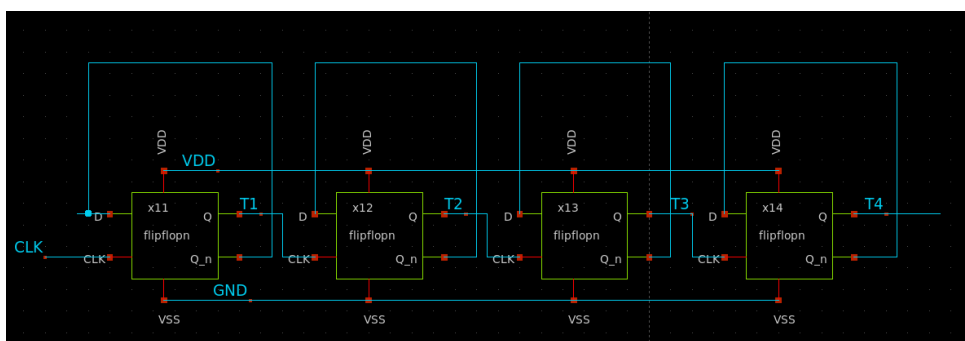 VDD VDD VDD VDD
VDD
x11 x12 x13 x14
D Q T1 D Q T2 D Q T3 D Q T4
flipflopn flipflopn flipflopn flipflopn
CLK
CLK Q_n CLK Q_n CLK Q_n CLK Q_n
GND
VSS VSS VSS VSS